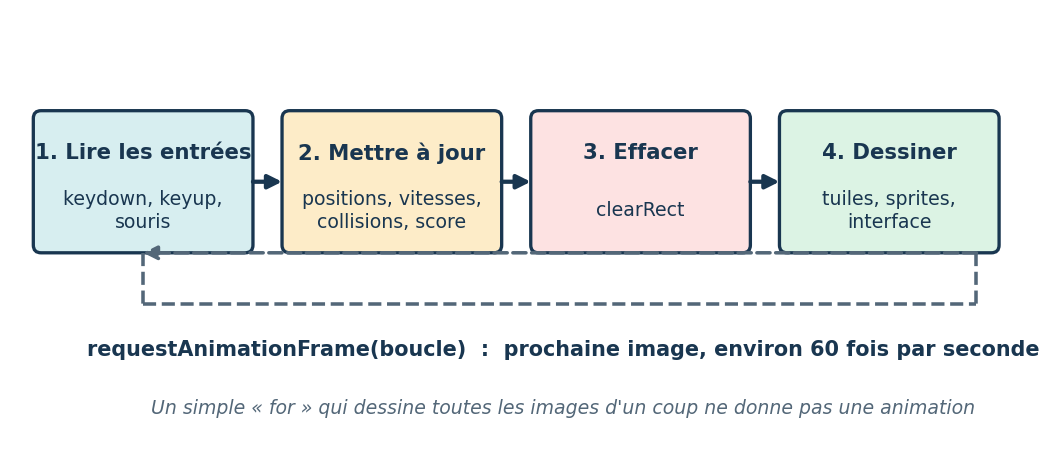 1. Lire les entrées
keydown, keyup,
souris
2. Mettre à jour
positions, vitesses,
collisions, score
3. Effacer
clearRect
4. Dessiner
tuiles, sprites,
interface
requestAnimationFrame(boucle)  :  prochaine image, environ 60 fois par seconde
Un simple « for » qui dessine toutes les images d'un coup ne donne pas une animation